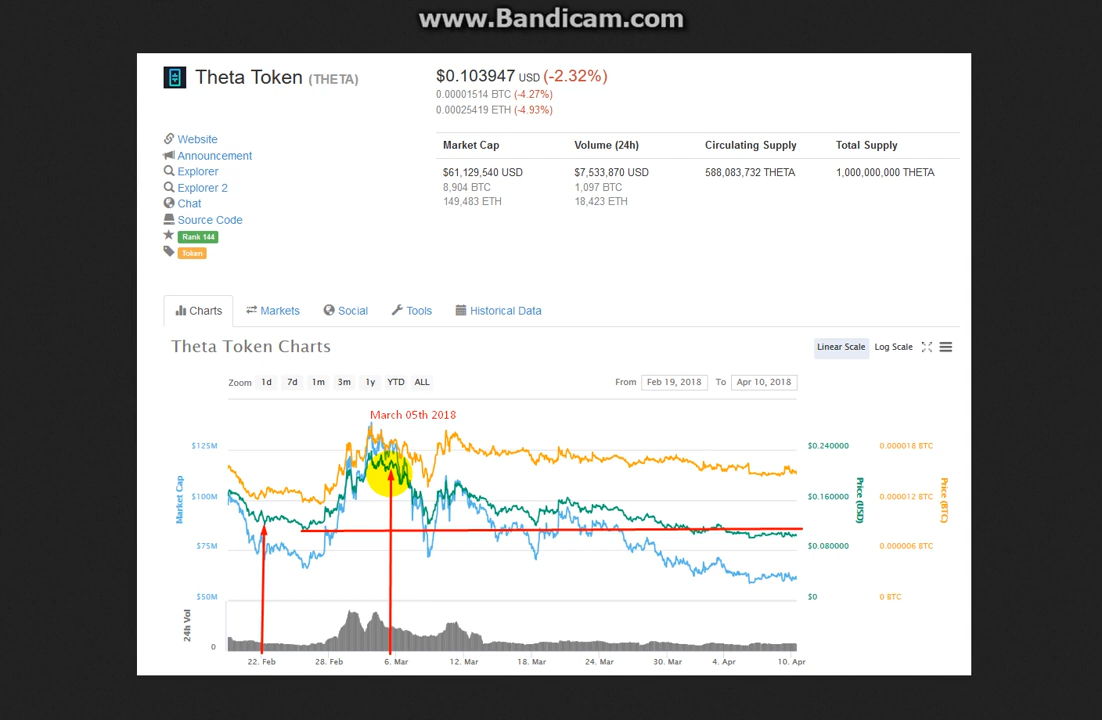 www.Bandicam.com
Theta Token (THETA)
$0.103947 USD (-2.32%)
0.00001514 BTC (-4.27%)
0.00025419 ETH (-4.93%)
Website
Announcement
Explorer
Explorer 2
Chat
Source Code
Rank 144
Token
Market Cap Volume (24h) Circulating Supply Total Supply
$61,129,540 USD $7,533,870 USD 588,083,732 THETA 1,000,000,000 THETA
8,904 BTC 1,097 BTC
149,483 ETH 18,423 ETH
Charts Markets Social Tools Historical Data
Theta Token Charts
Linear Scale Log Scale
Zoom 1d 7d 1m 3m 1y YTD ALL From Feb 19, 2018 To Apr 10, 2018
March 05th 2018
$125M $0.240000 0.000018 BTC
$100M $0.160000 0.000012 BTC
$75M $0.080000 0.000006 BTC
$50M $0 0 BTC
Market Cap
Price (USD)
Price (BTC)
24h Vol
0
22. Feb 28. Feb 6. Mar 12. Mar 18. Mar 24. Mar 30. Mar 4. Apr 10. Apr